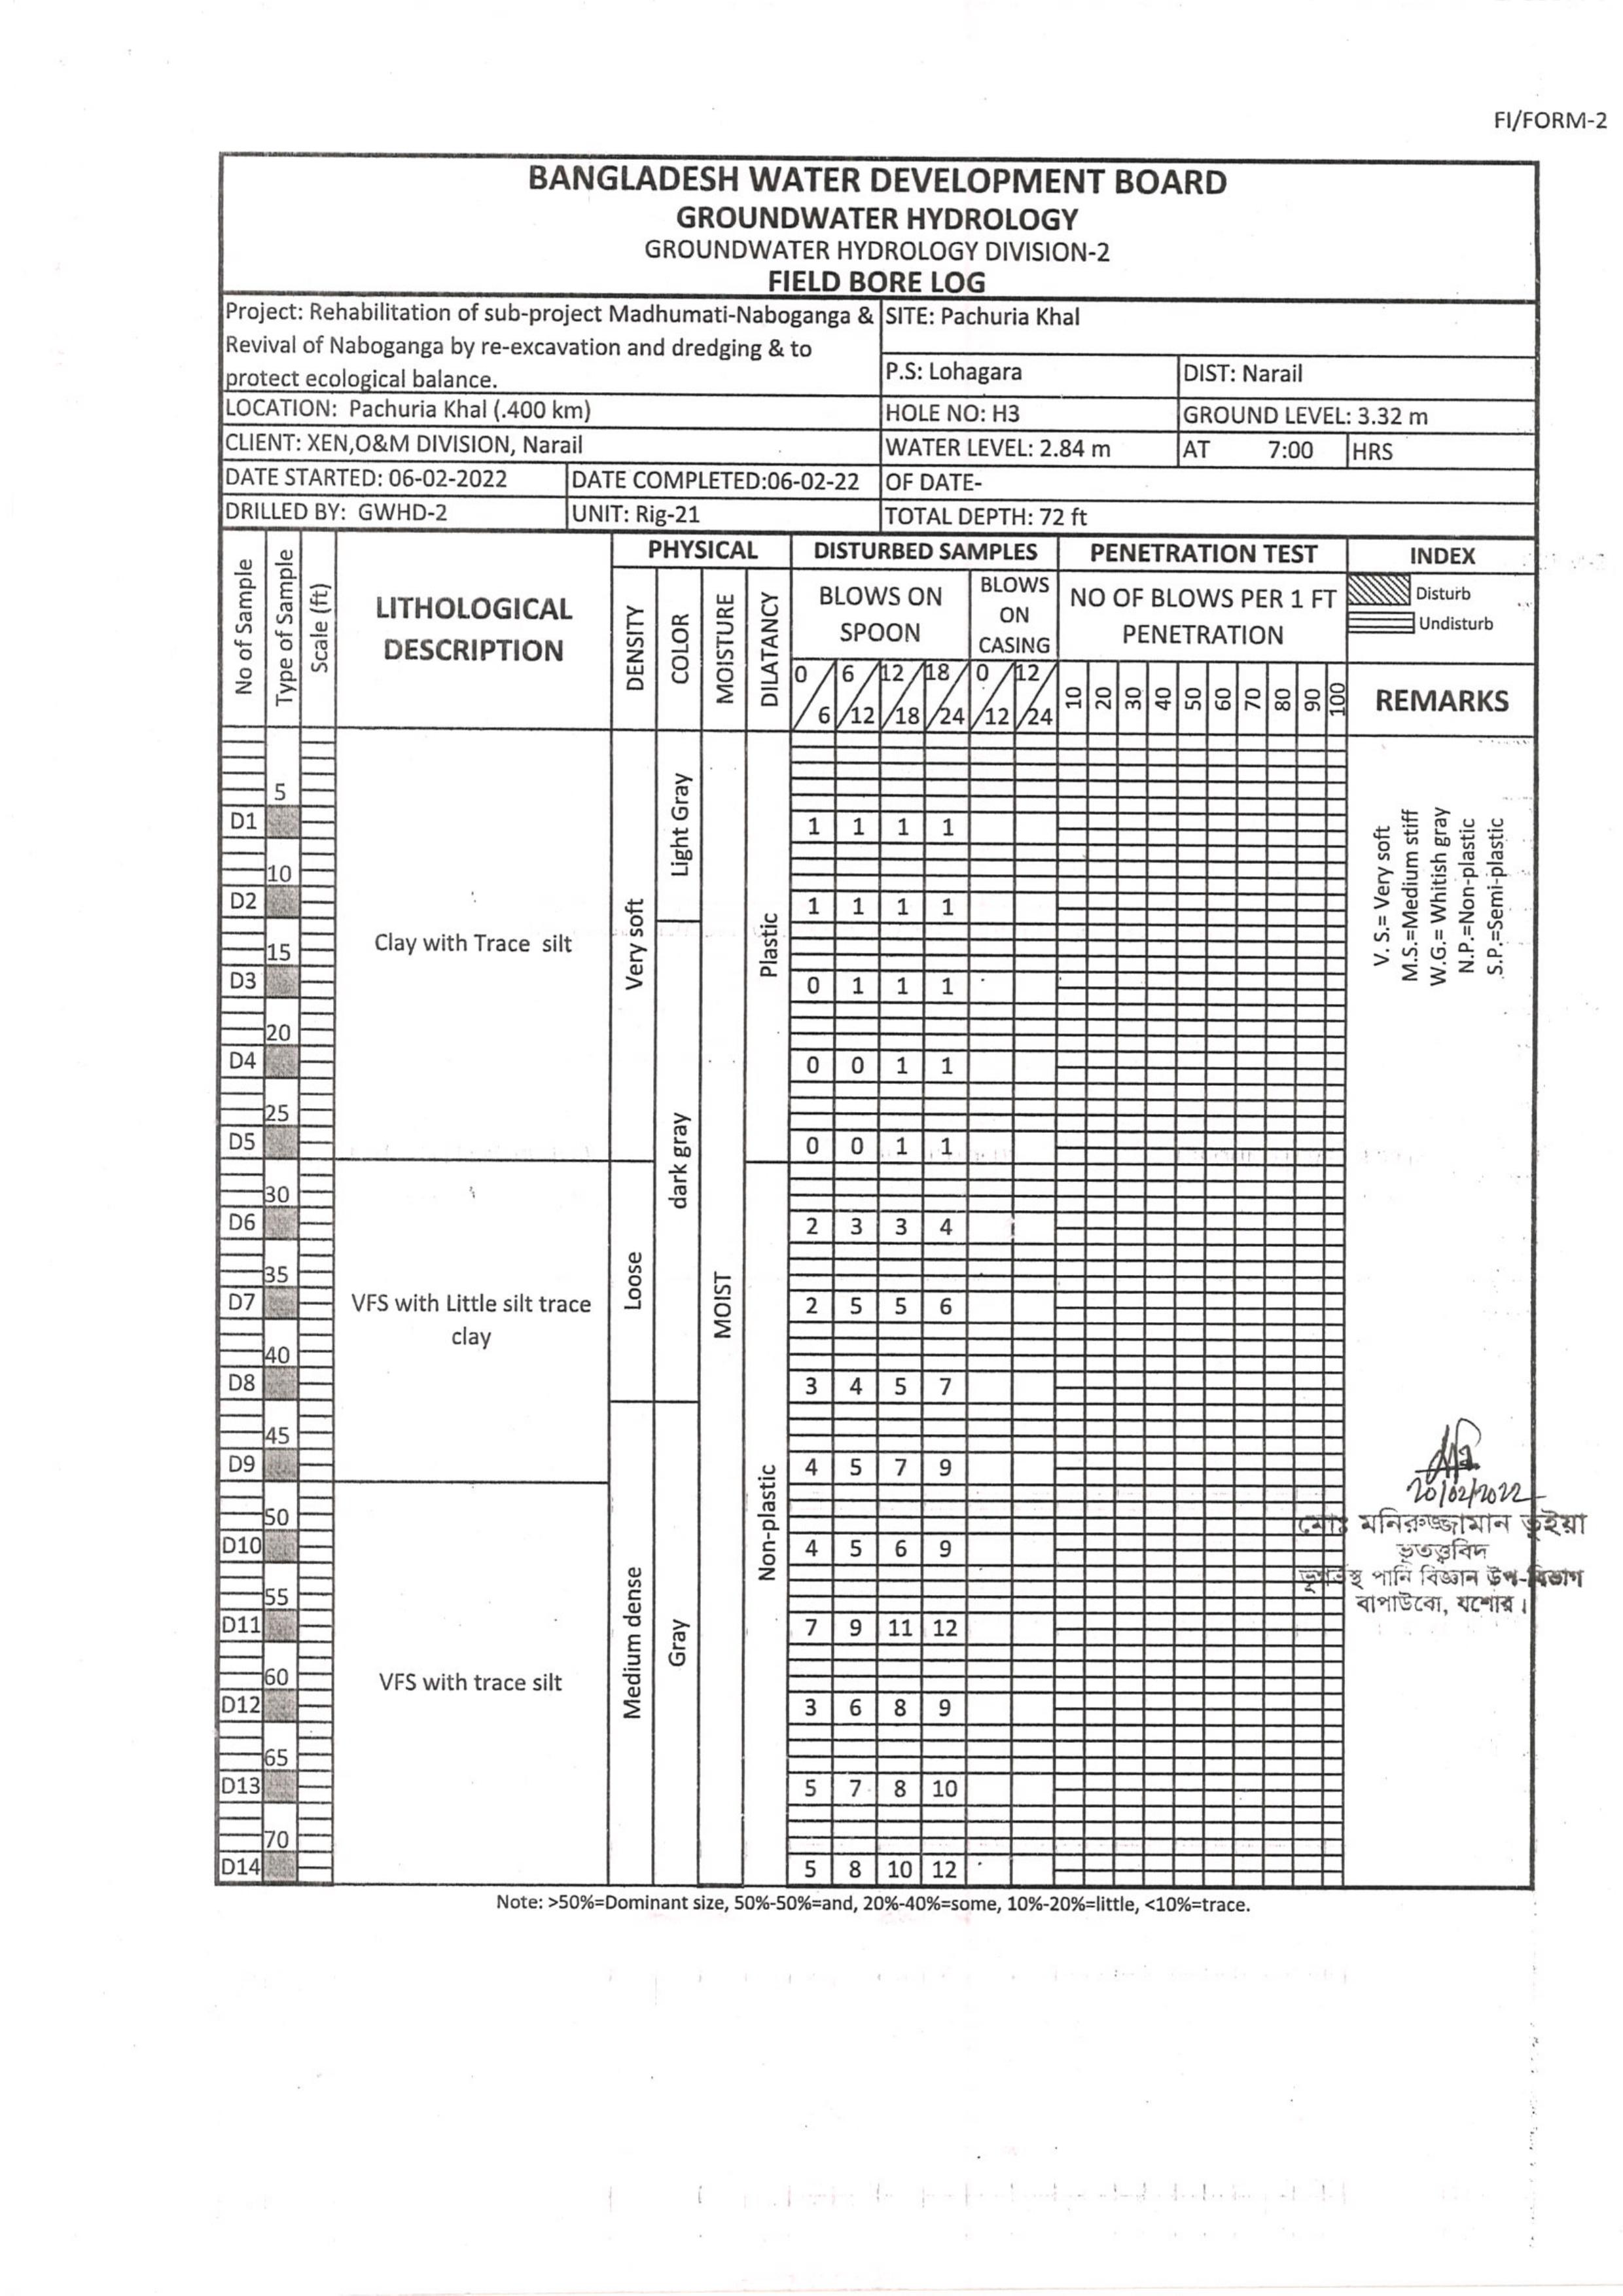 FI/FORM-2
BANGLADESH WATER DEVELOPMENT BOARD
GROUNDWATER HYDROLOGY
GROUNDWATER HYDROLOGY DIVISION-2
FIELD BORE LOG
Project: Rehabilitation of sub-project Madhumati-Naboganga &
Revival of Naboganga by re-excavation and dredging & to
protect ecological balance.
SITE: Pachuria Khal
P.S: Lohagara DIST: Narail
LOCATION: Pachuria Khal (.400 km) HOLE NO: H3 GROUND LEVEL: 3.32 m
CLIENT: XEN,O&M DIVISION, Narail WATER LEVEL: 2.84 m AT 7:00 HRS
DATE STARTED: 06-02-2022 DATE COMPLETED:06-02-22 OF DATE-
DRILLED BY: GWHD-2 UNIT: Rig-21 TOTAL DEPTH: 72 ft
No of Sample
Type of Sample
Scale (ft)
LITHOLOGICAL
DESCRIPTION
PHYSICAL
DENSITY
COLOR
MOISTURE
DILATANCY
DISTURBED SAMPLES
BLOWS ON
SPOON
BLOWS
ON
CASING
0 6 12 18 0 12
6 12 18 24 12 24
PENETRATION TEST
NO OF BLOWS PER 1 FT
PENETRATION
10 20 30 40 50 60 70 80 90 100
INDEX
Disturb
Undisturb
REMARKS
5
D1 1 1 1 1
10
D2 1 1 1 1
15
D3 0 1 1 1
20
D4 0 0 1 1
25
D5 0 0 1 1
30
D6 2 3 3 4
35
D7 2 5 5 6
40
D8 3 4 5 7
45
D9 4 5 7 9
50
D10 4 5 6 9
55
D11 7 9 11 12
60
D12 3 6 8 9
65
D13 5 7 8 10
70
D14 5 8 10 12
Clay with Trace silt
VFS with Little silt trace
clay
VFS with trace silt
Very soft
Loose
Medium dense
Light Gray
dark gray
Gray
MOIST
Plastic
Non-plastic
V. S.= Very soft
M.S.=Medium stiff
W.G.= Whitish gray
N.P.=Non-plastic
S.P.=Semi-plastic
20/02/2022
মোঃ মনিরুজ্জামান ভূইয়া
ভূতত্ত্ববিদ
ভূগর্ভস্থ পানি বিজ্ঞান উপ-বিভাগ
বাপাউবো, যশোর।
Note: >50%=Dominant size, 50%-50%=and, 20%-40%=some, 10%-20%=little, <10%=trace.